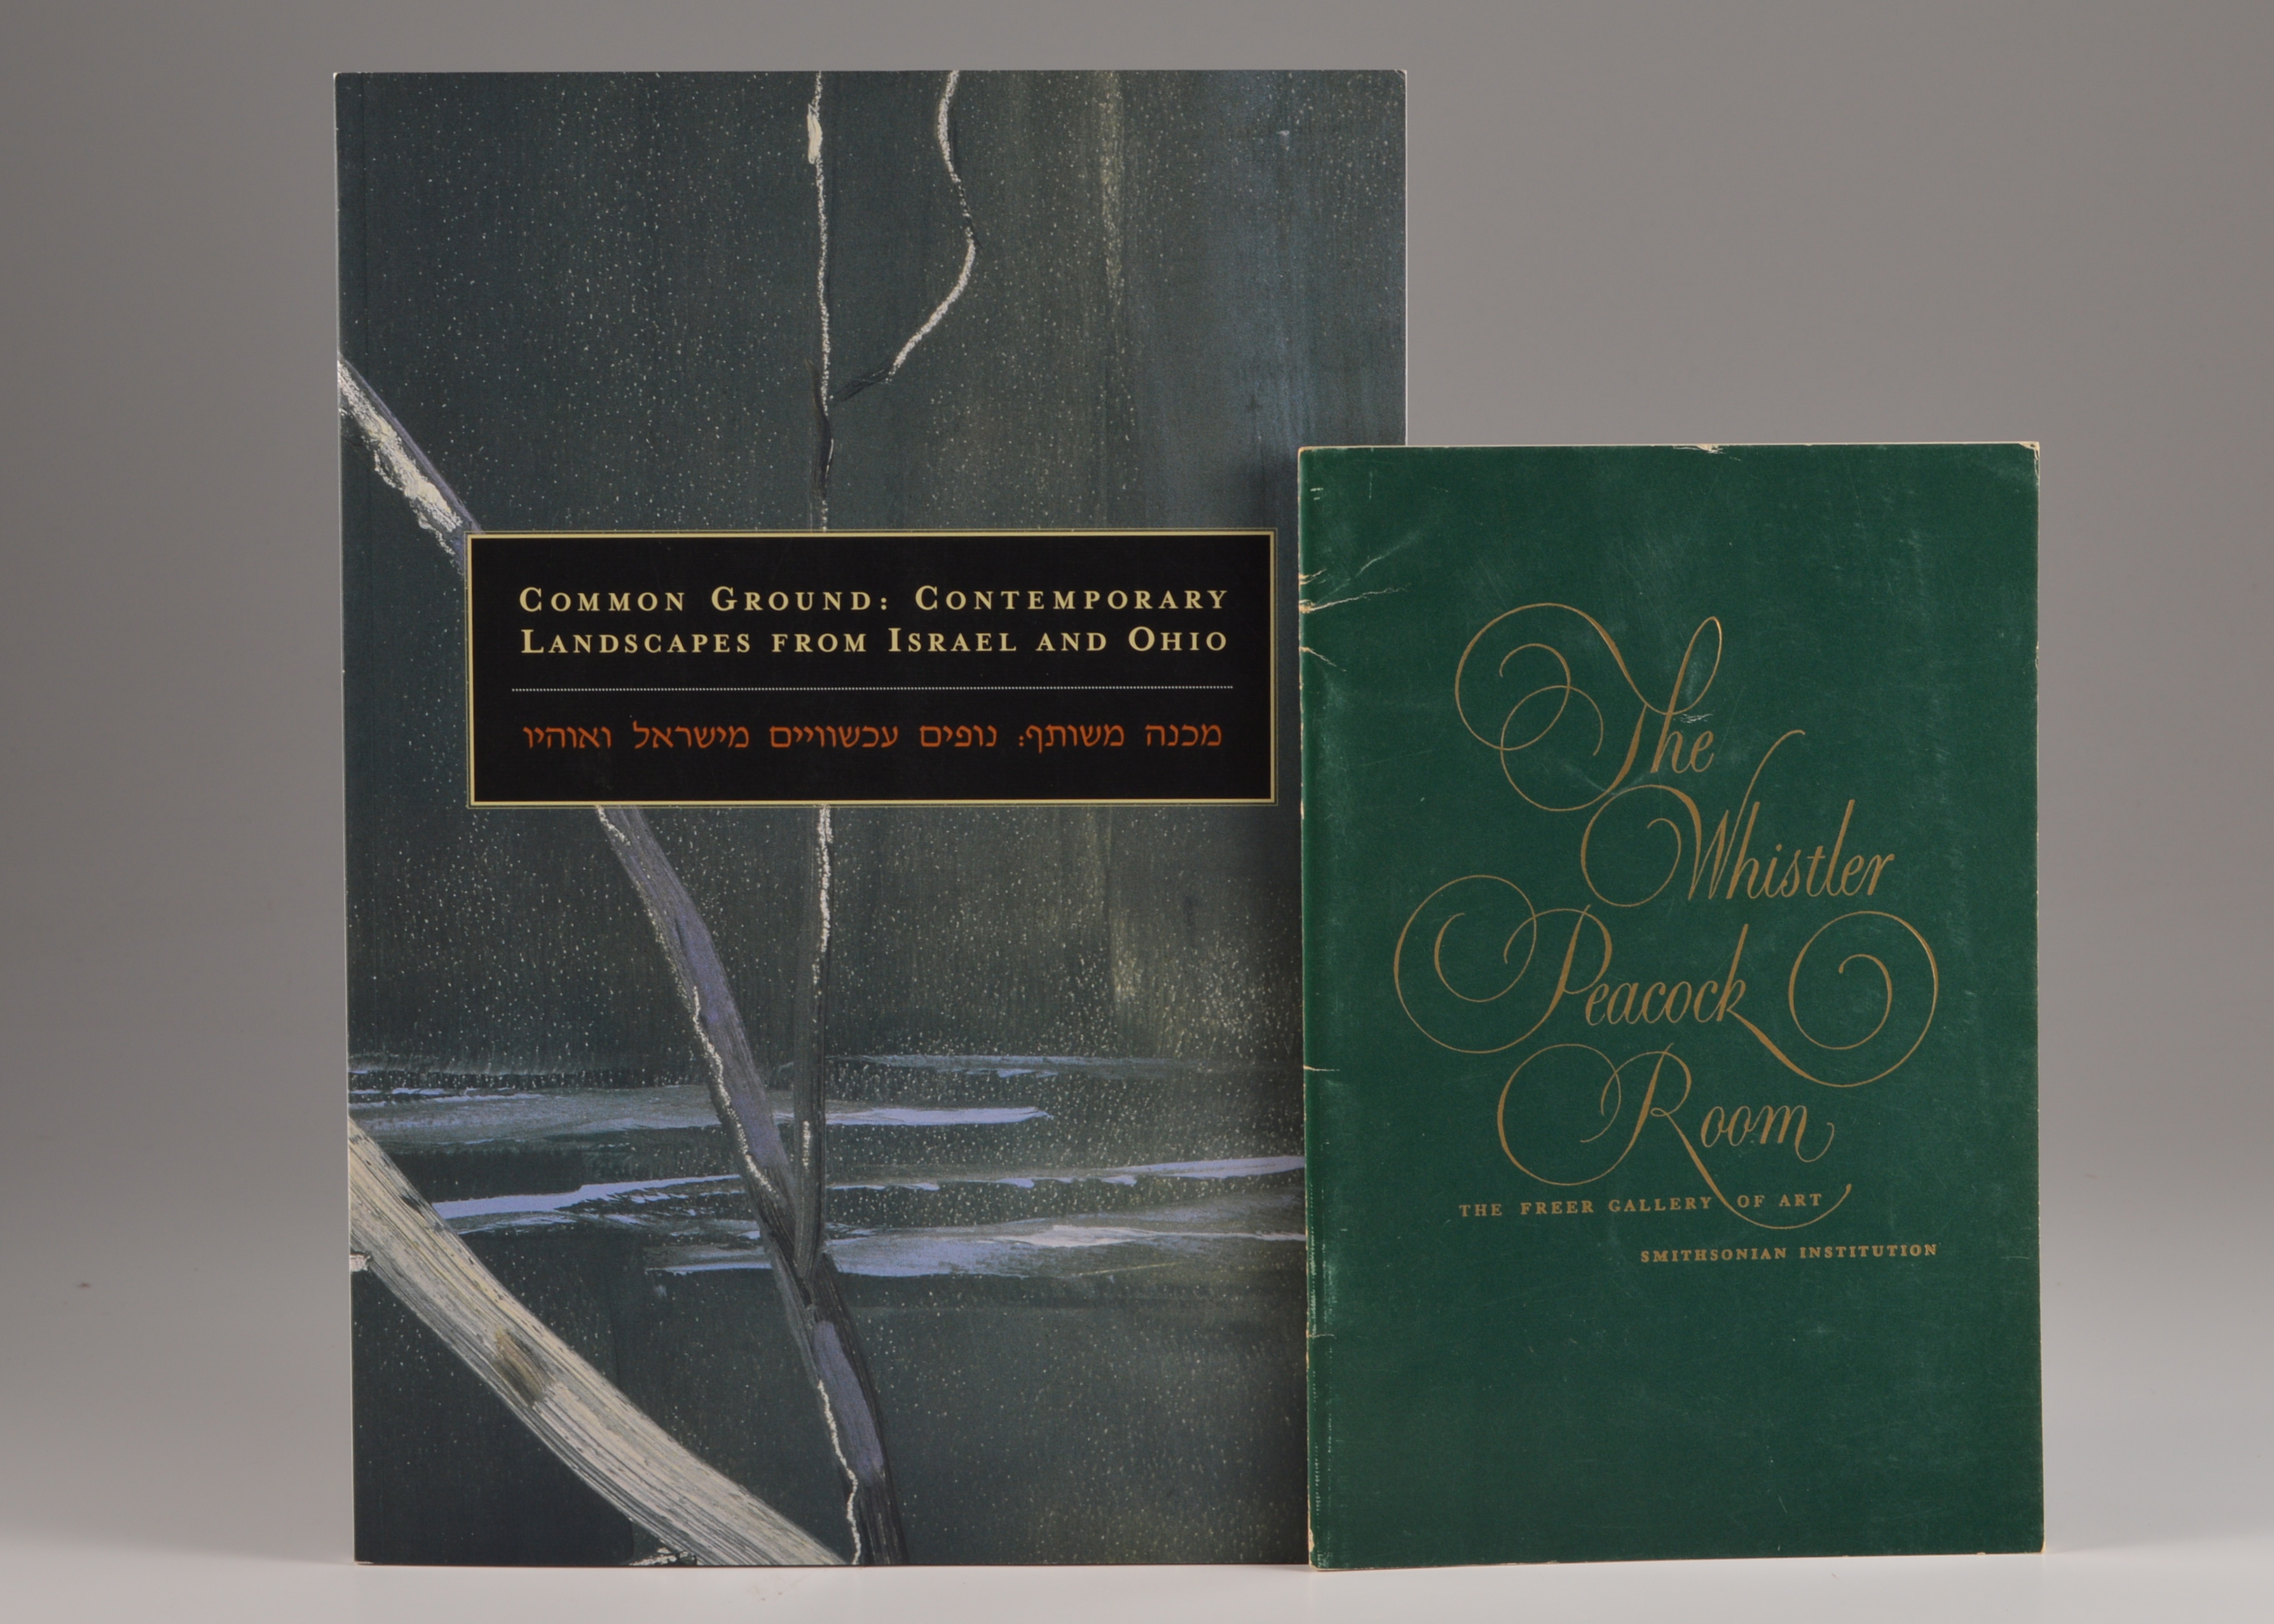 COMMON GROUND: CONTEMPORARY
LANDSCAPES FROM ISRAEL AND OHIO
מכנה משותף: נופים עכשוויים מישראל ואוהיו
The
Whistler
Peacock
Room
THE FREER GALLERY OF ART
SMITHSONIAN INSTITUTION